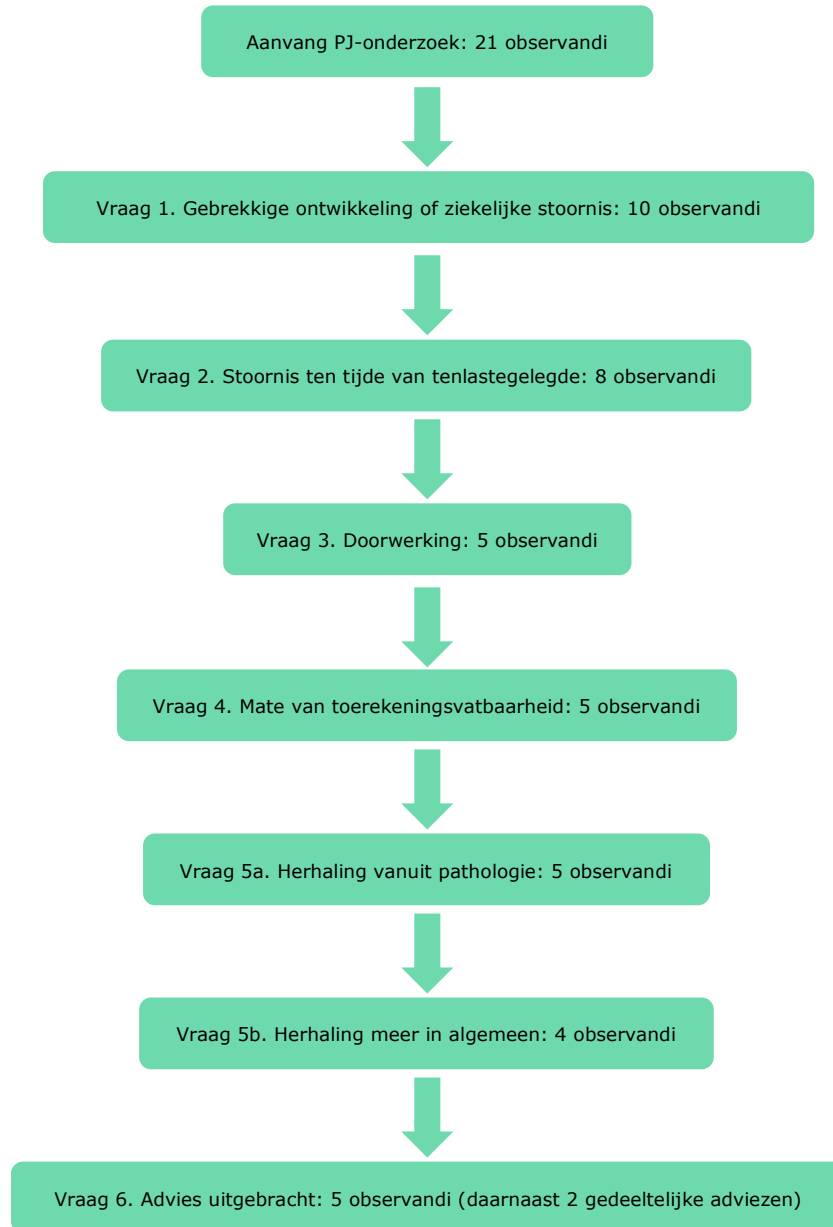 Aanvang PJ-onderzoek: 21 observandi
Vraag 1. Gebrekkige ontwikkeling of ziekelijke stoornis: 10 observandi
Vraag 2. Stoornis ten tijde van tenlastegelegde: 8 observandi
Vraag 3. Doorwerking: 5 observandi
Vraag 4. Mate van toerekeningsvatbaarheid: 5 observandi
Vraag 5a. Herhaling vanuit pathologie: 5 observandi
Vraag 5b. Herhaling meer in algemeen: 4 observandi
Vraag 6. Advies uitgebracht: 5 observandi (daarnaast 2 gedeeltelijke adviezen)